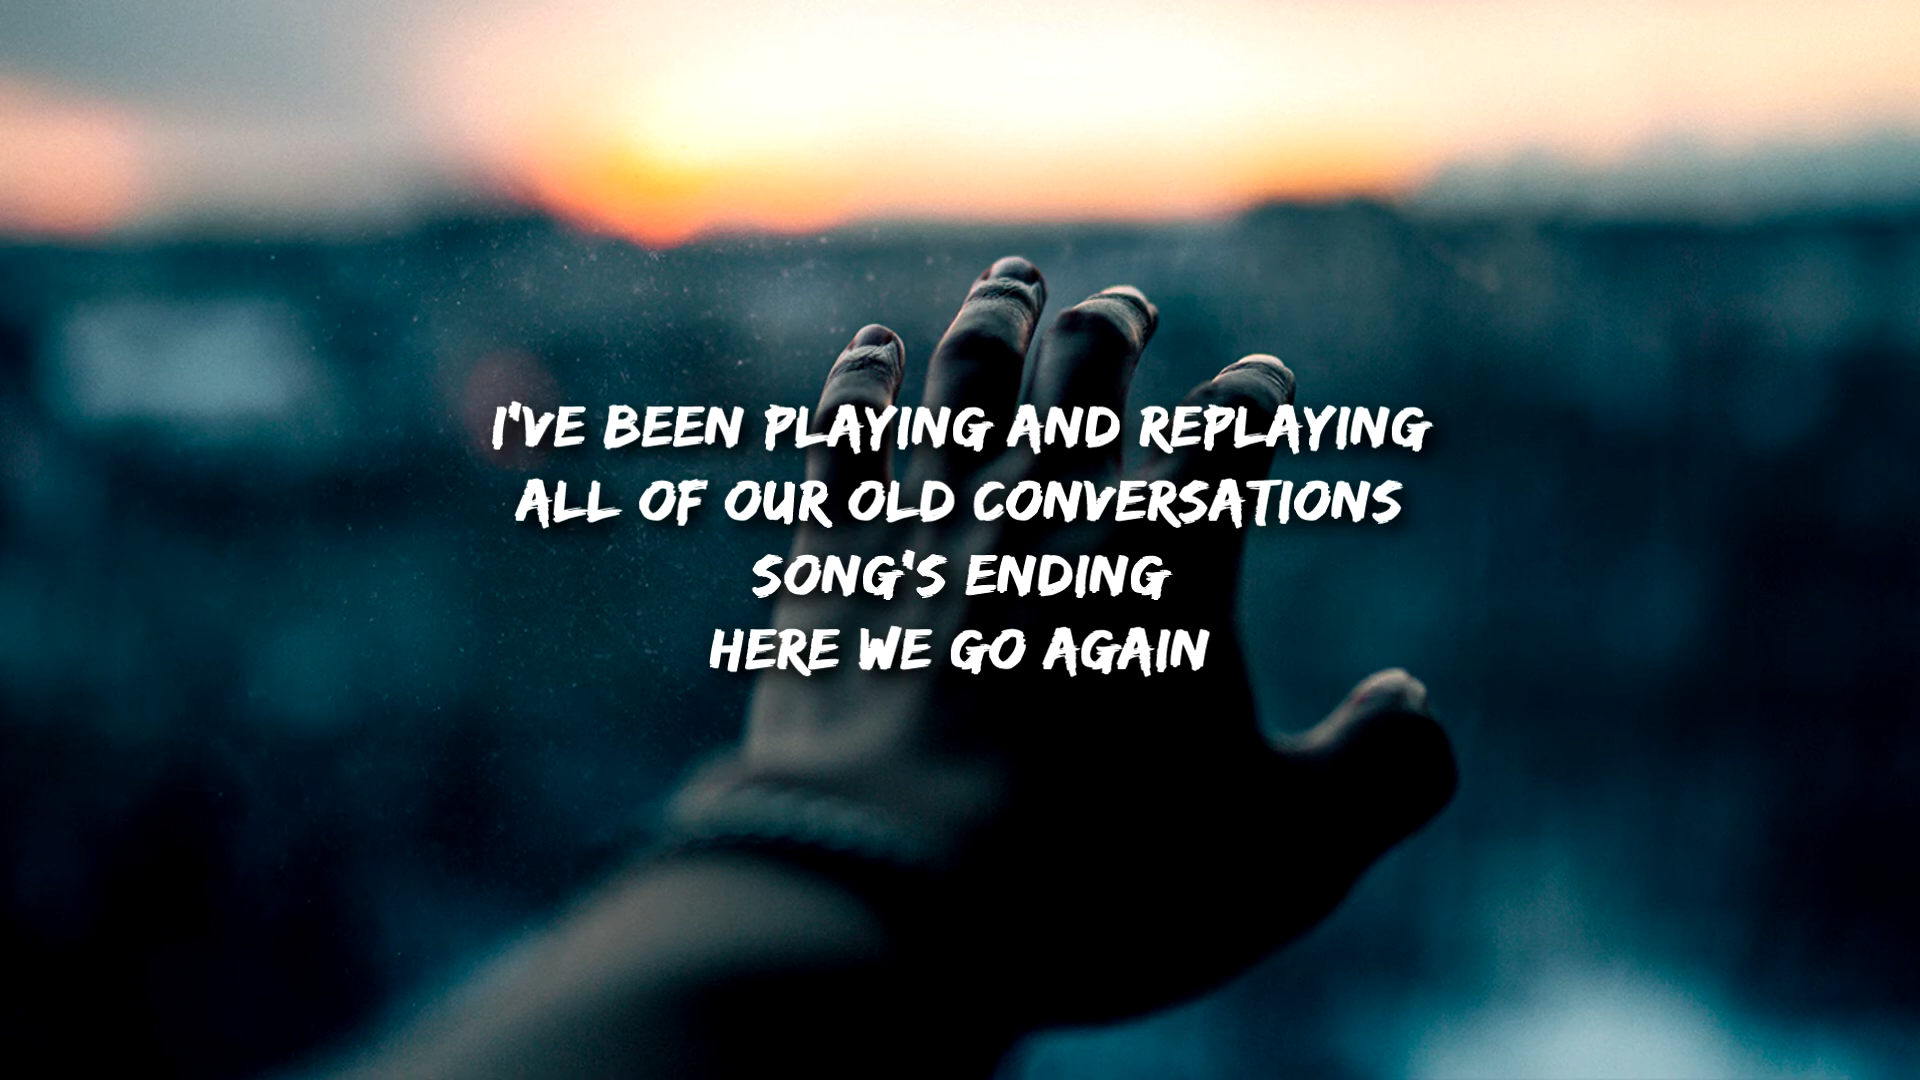 I'VE BEEN PLAYING AND REPLAYING
ALL OF OUR OLD CONVERSATIONS
SONG'S ENDING
HERE WE GO AGAIN